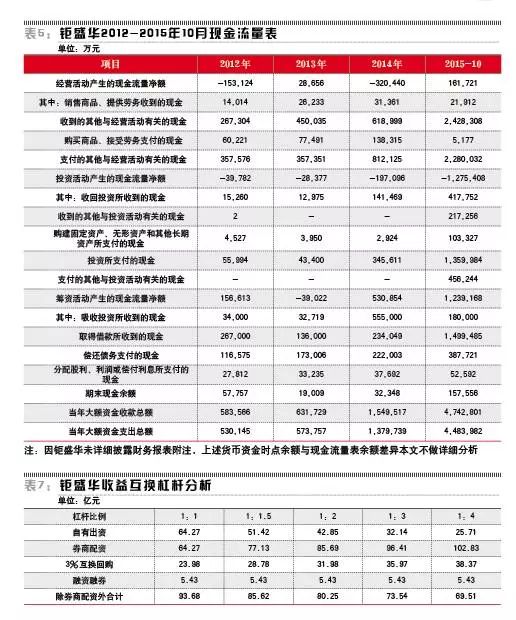 表5：钜盛华2012-2015年10月现金流量表
单位：万元
项目 2012年 2013年 2014年 2015-10
经营活动产生的现金流量净额 -153,124 28,656 -320,440 161,721
其中：销售商品、提供劳务收到的现金 14,014 26,233 31,361 21,912
收到的其他与经营活动有关的现金 267,304 450,035 618,999 2,428,308
购买商品、接受劳务支付的现金 60,221 77,491 138,315 5,177
支付的其他与经营活动有关的现金 357,576 357,351 812,125 2,280,032
投资活动产生的现金流量净额 -39,782 -28,377 -197,096 -1,275,408
其中：收回投资所收到的现金 15,260 12,975 141,469 417,752
收到的其他与投资活动有关的现金 2 - - 217,256
购建固定资产、无形资产和其他长期
资产所支付的现金 4,527 3,950 2,924 103,327
投资所支付的现金 55,994 43,400 345,611 1,359,984
支付的其他与投资活动有关的现金 - - - 456,244
筹资活动产生的现金流量净额 156,613 -39,022 530,854 1,239,168
其中：吸收投资所收到的现金 34,000 32,719 555,000 180,000
取得借款所收到的现金 267,000 136,000 234,049 1,499,485
偿还债务支付的现金 116,575 173,006 222,003 387,721
分配股利、利润或偿付利息所支付的
现金 27,812 33,235 37,692 52,592
期末现金余额 57,757 19,009 32,348 157,556
当年大额资金收款总额 583,566 631,729 1,549,517 4,742,801
当年大额资金支出总额 530,145 573,757 1,379,739 4,483,982
注：因钜盛华未详细披露财务报表附注，上述货币资金时点余额与现金流量表余额差异本文不做详细分析
表7：钜盛华收益互换杠杆分析
单位：亿元
杠杆比例 1：1 1：1.5 1：2 1：3 1：4
自有出资 64.27 51.42 42.85 32.14 25.71
券商配资 64.27 77.13 85.69 96.41 102.83
3%互换回购 23.98 28.78 31.98 35.97 38.37
融资融券 5.43 5.43 5.43 5.43 5.43
除券商配资外合计 93.68 85.62 80.25 73.54 69.51